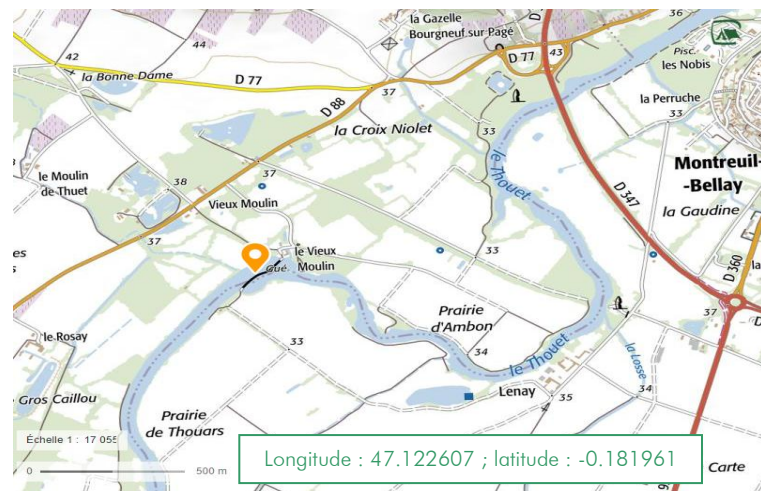 la Gazelle
Bourgneuf-sur-Pagé
36
42
44
D 77
43
Pisc.
les Nobis
la Bonne Dame
D 77
37
D 88
33
la Perruche
33
la Croix Niolet
le Thouet
Montreuil-
-Bellay
le Moulin
de Thuet
38
37
D 347
la Gaudine
Vieux Moulin
37
le Vieux
Moulin
Gué
33
D 360
37
Prairie
d'Ambon
le Rosay
33
34
le Thouet
la Losse
Gros Caillou
Lenay
35
34
Prairie
de Thouars
Échelle 1 : 17 055
0
500 m
Longitude : 47.122607 ; latitude : -0.181961
Carte